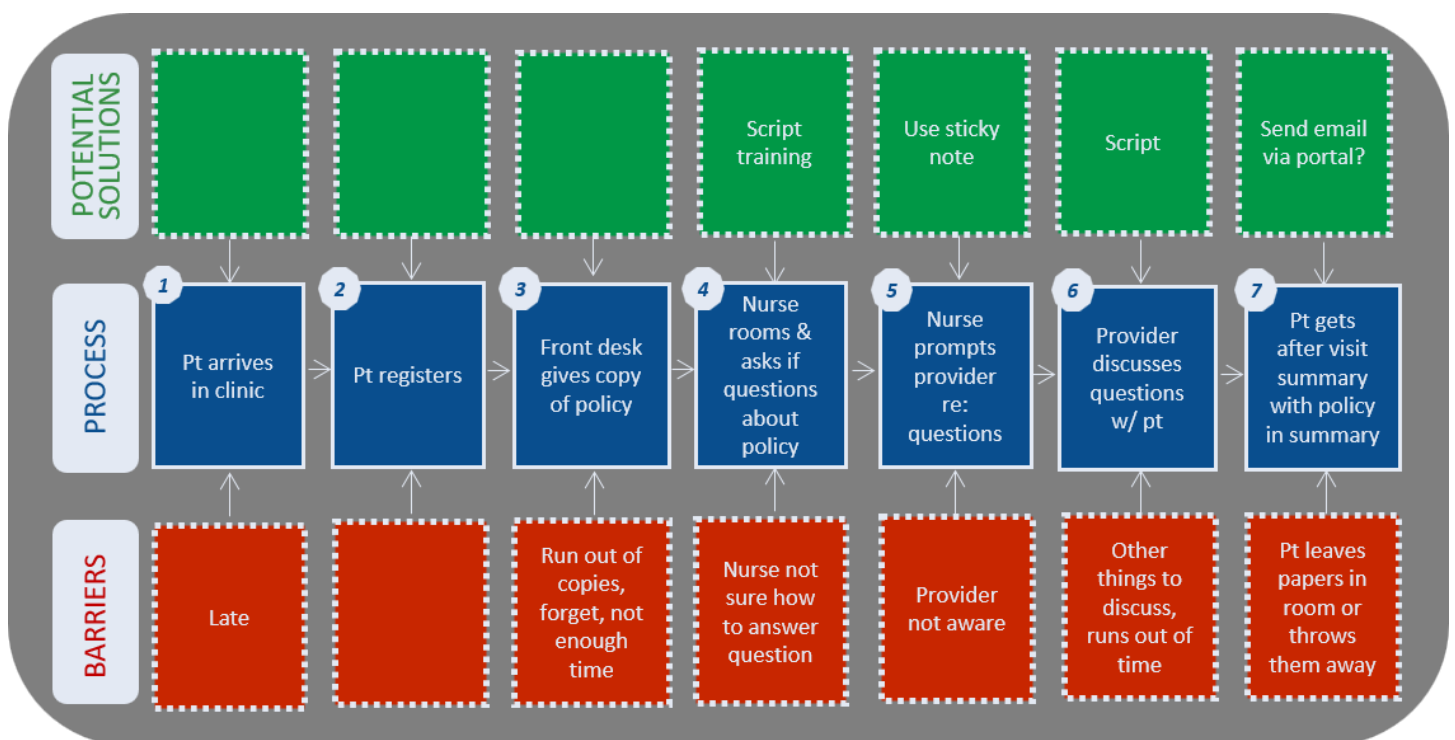 POTENTIAL
SOLUTIONS
Script
training
Use sticky
note
Script
Send email
via portal?
PROCESS
1
Pt arrives
in clinic
2
Pt registers
3
Front desk
gives copy
of policy
4
Nurse
rooms &
asks if
questions
about
policy
5
Nurse
prompts
provider
re:
questions
6
Provider
discusses
questions
w/ pt
7
Pt gets
after visit
summary
with policy
in summary
BARRIERS
Late
Run out of
copies,
forget, not
enough
time
Nurse not
sure how
to answer
question
Provider
not aware
Other
things to
discuss,
runs out of
time
Pt leaves
papers in
room or
throws
them away